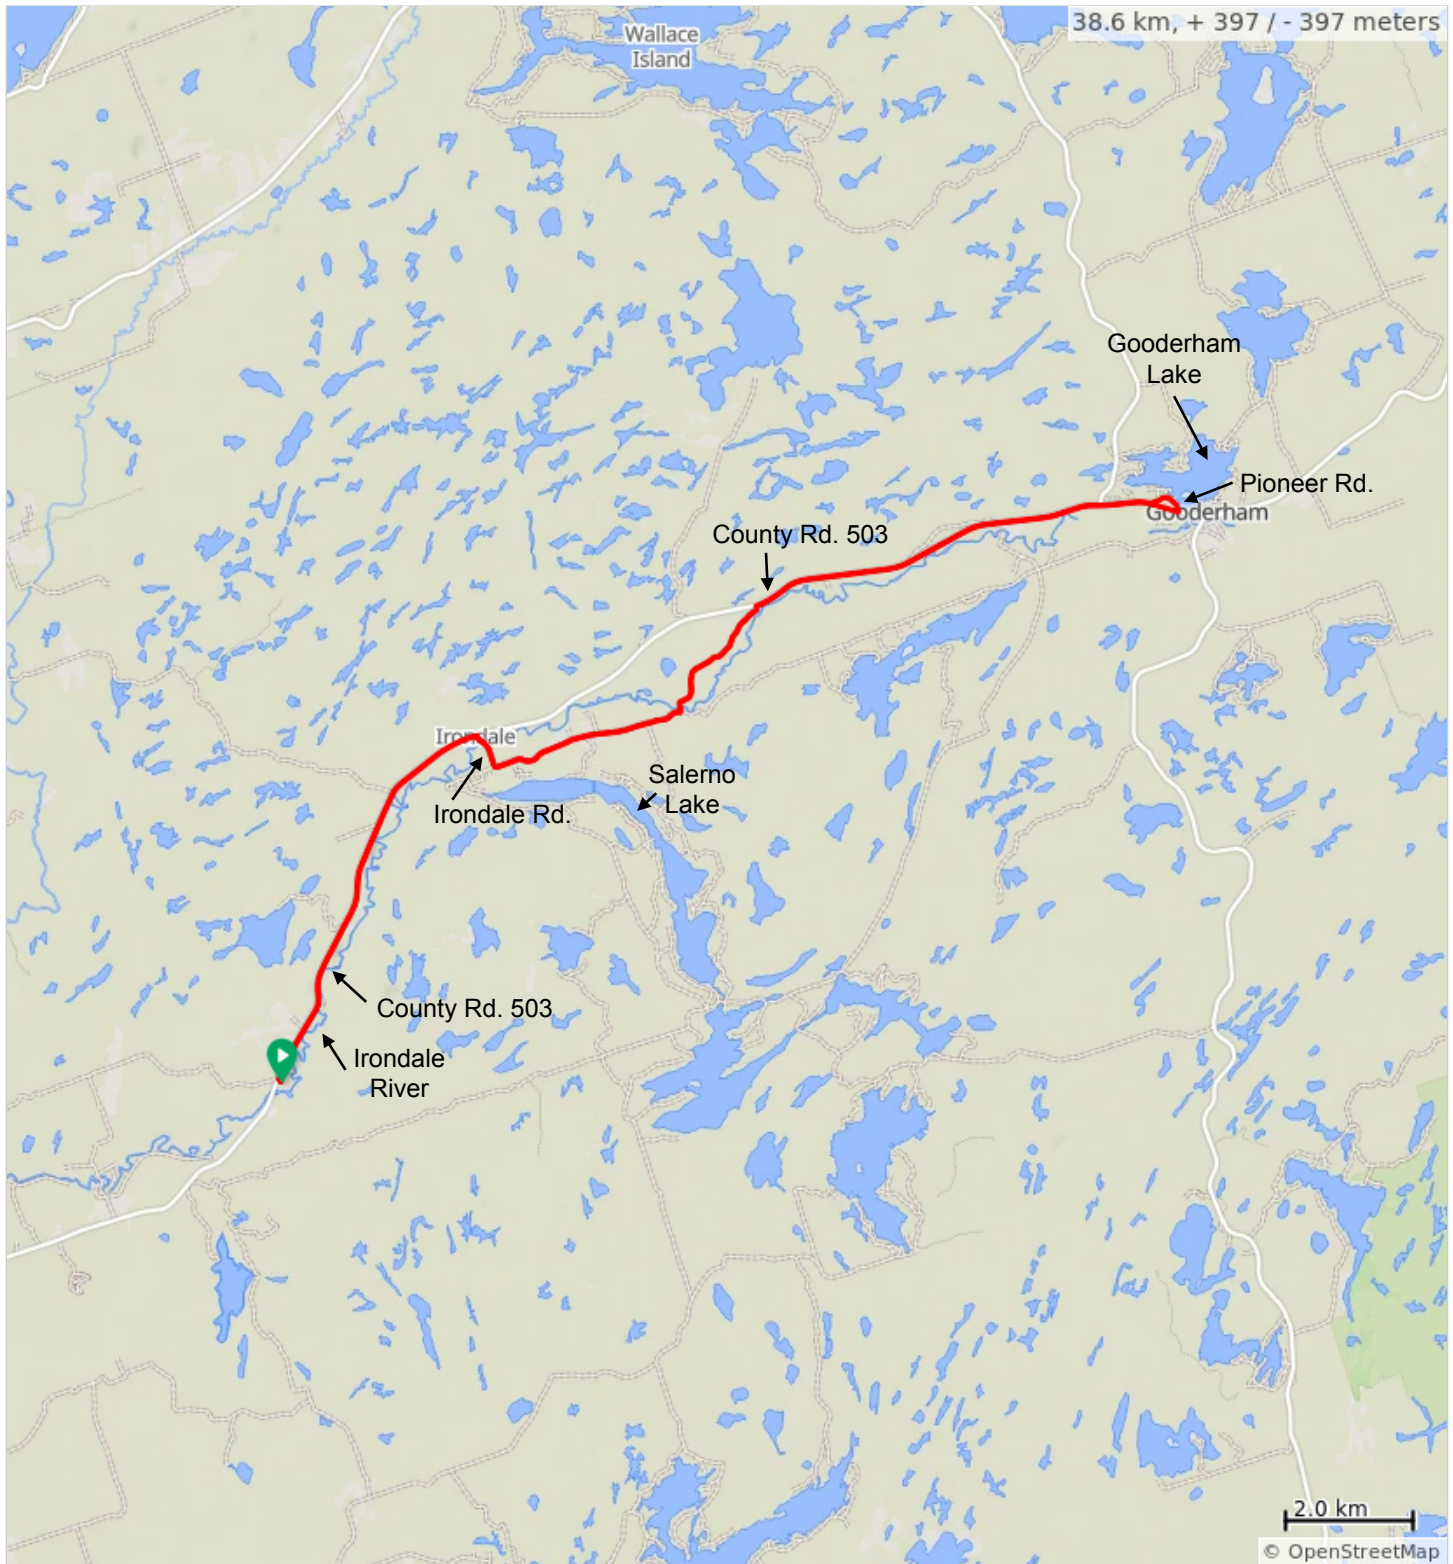 38.6 km, + 397 / - 397 meters
Wallace
Island
Gooderham
Lake
Pioneer Rd.
Gooderham
County Rd. 503
Irondale
Salerno
Lake
Irondale Rd.
County Rd. 503
Irondale
River
2.0 km
© OpenStreetMap